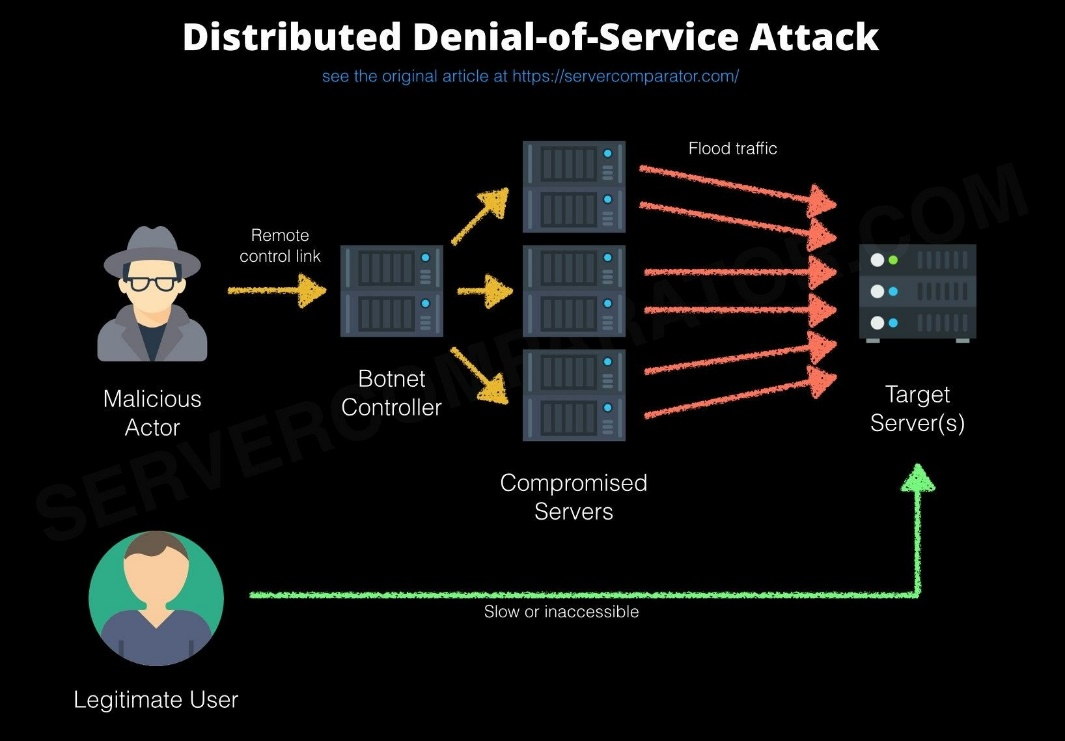 Distributed Denial-of-Service Attack
see the original article at https://servercomparator.com/
Flood traffic
Remote
control link
Malicious
Actor
Botnet
Controller
Compromised
Servers
Target
Server(s)
SERVERCOMPARATOR.COM
Slow or inaccessible
Legitimate User